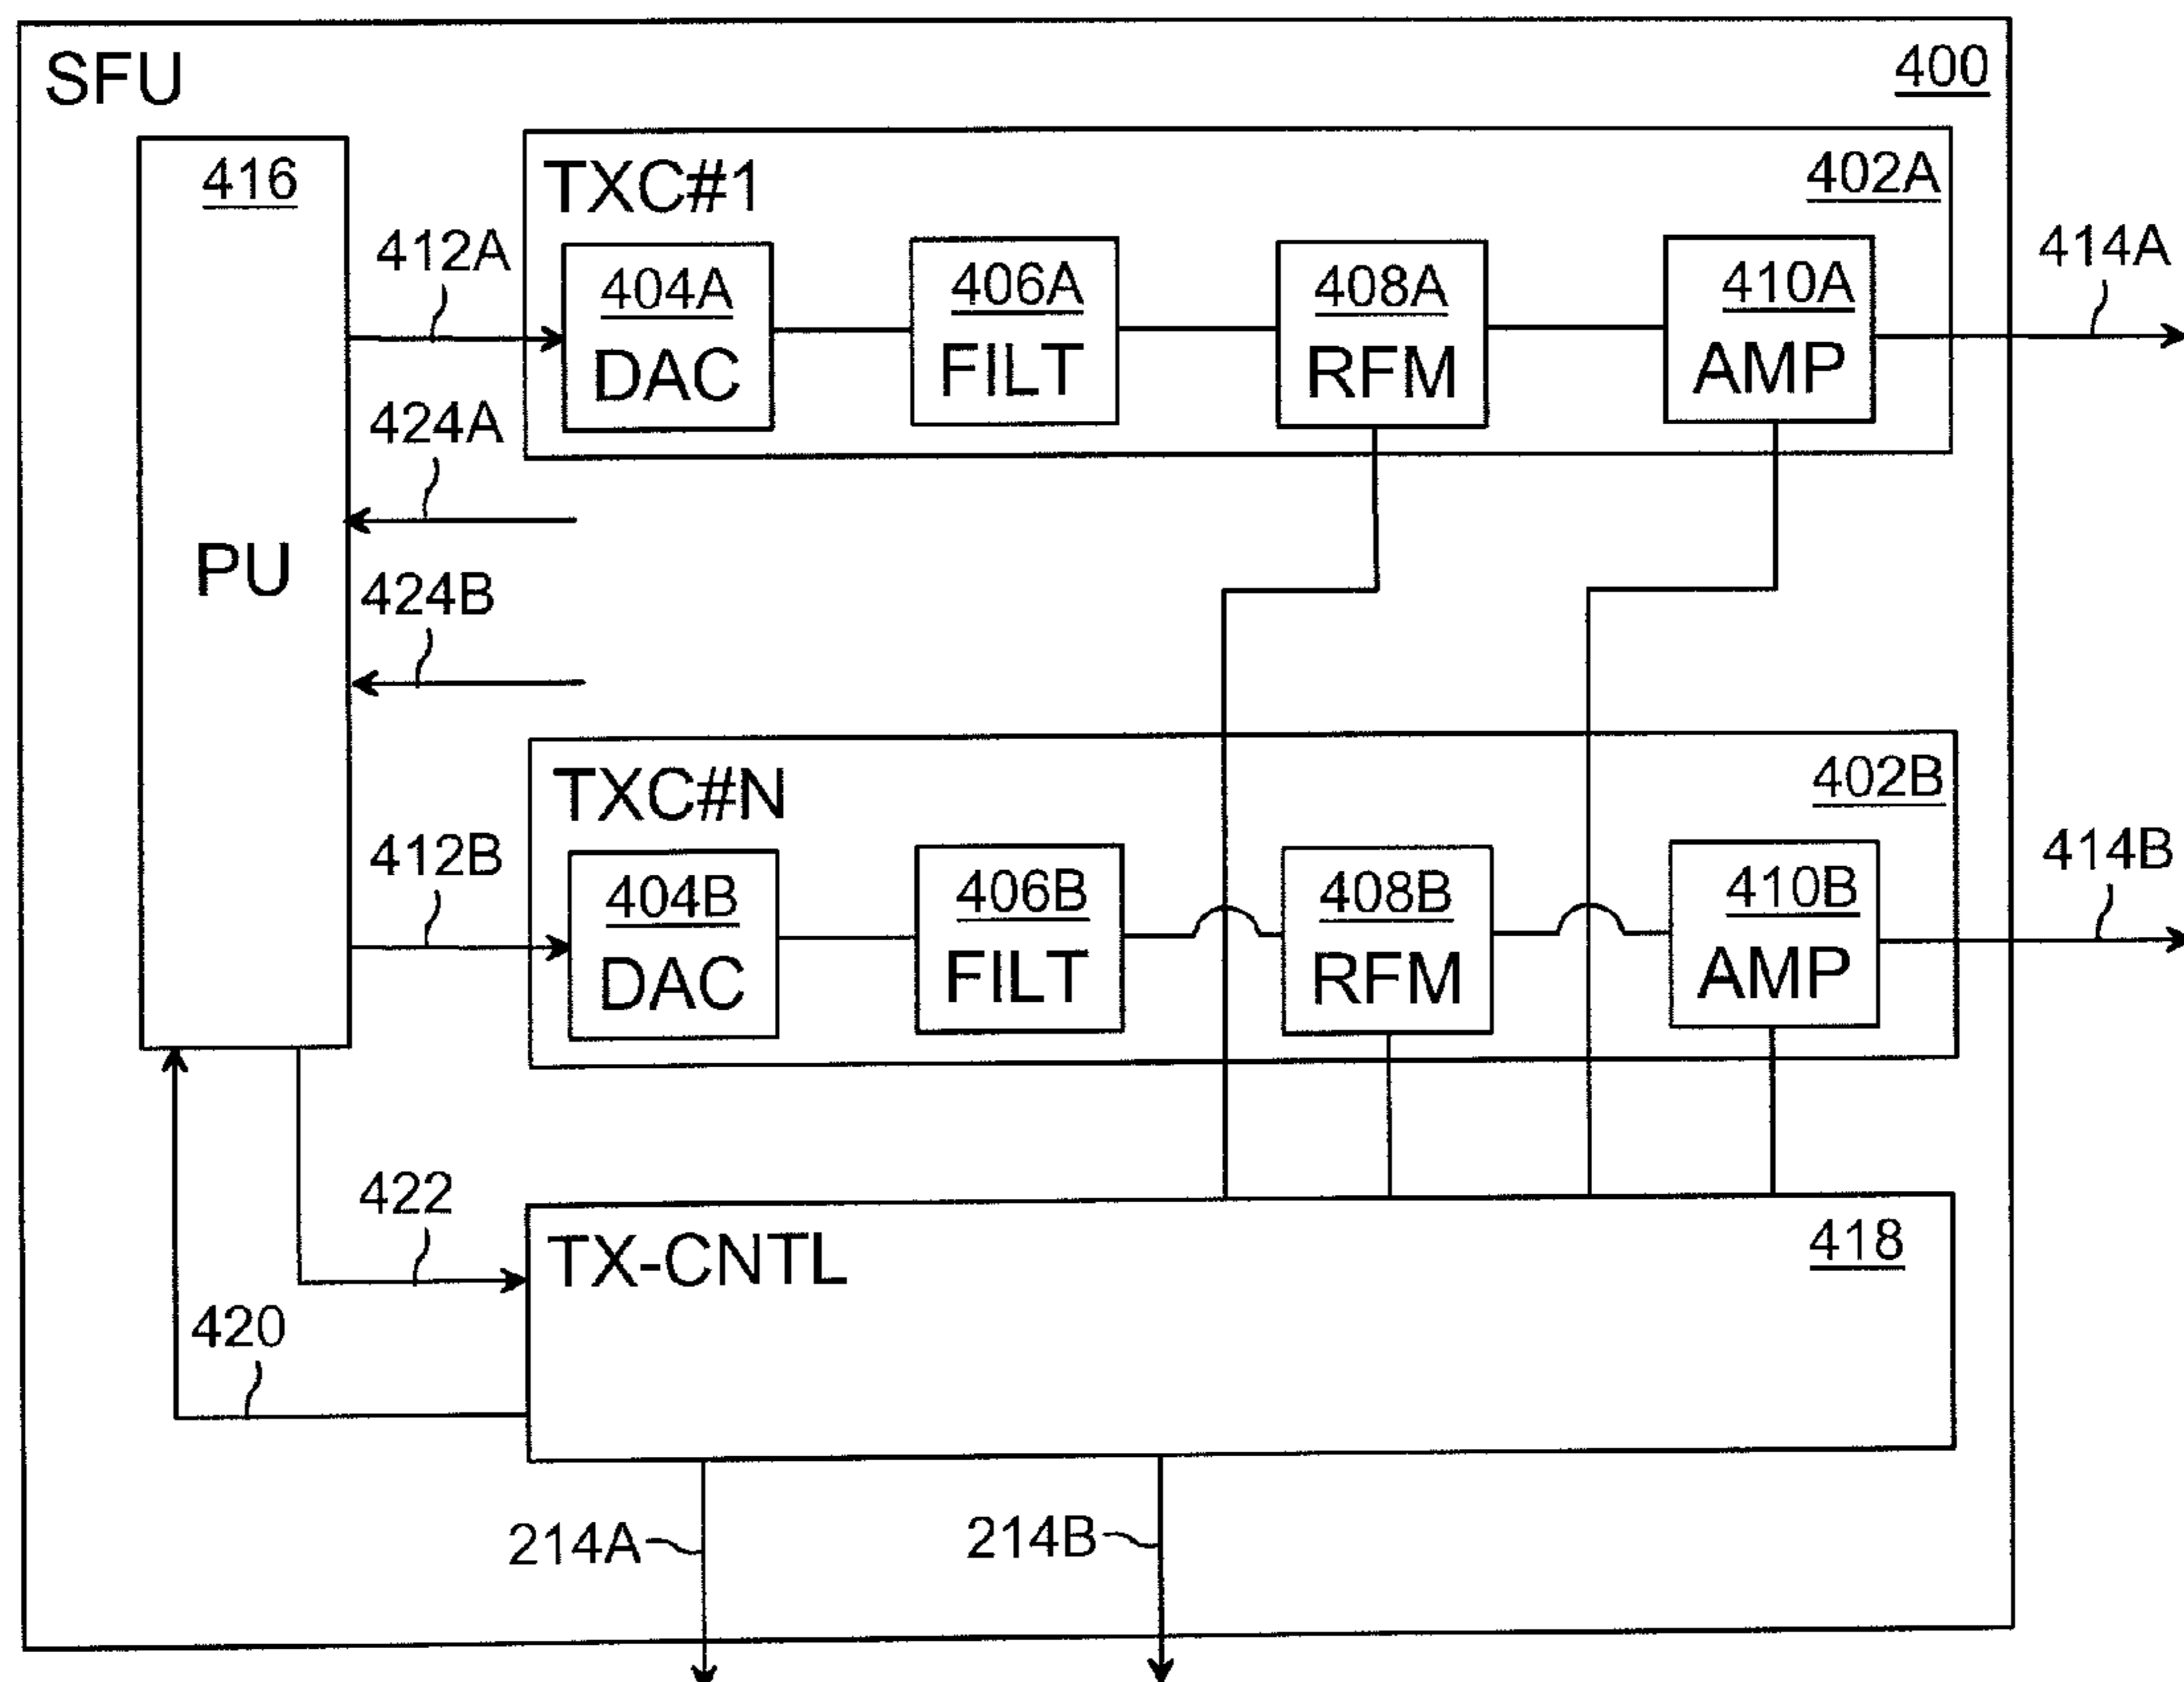 SFU
400
416
PU
412A
TXC#1
402A
404A
DAC
406A
FILT
408A
RFM
410A
AMP
414A
424A
424B
TXC#N
402B
412B
404B
DAC
406B
FILT
408B
RFM
410B
AMP
414B
422
TX-CNTL
418
420
214A
214B